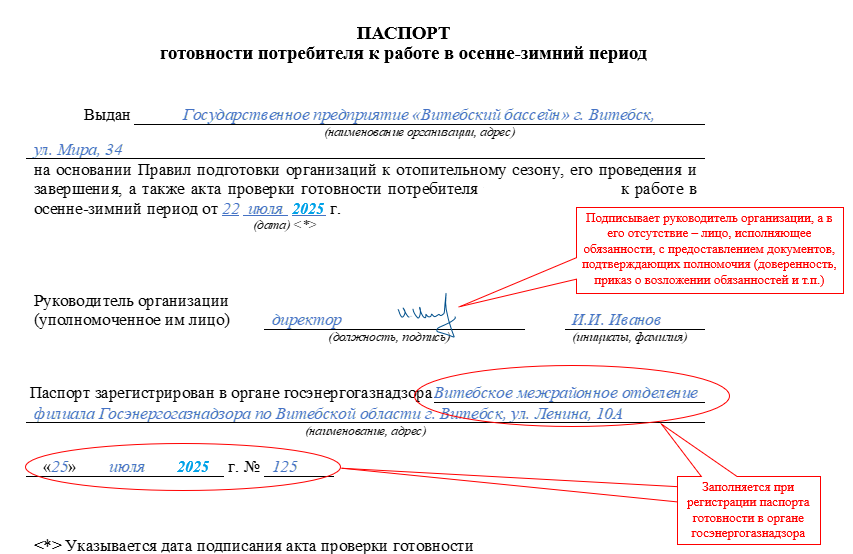 ПАСПОРТ
готовности потребителя к работе в осенне-зимний период
Выдан Государственное предприятие «Витебский бассейн» г. Витебск,
(наименование организации, адрес)
ул. Мира, 34
на основании Правил подготовки организаций к отопительному сезону, его проведения и
завершения, а также акта проверки готовности потребителя к работе в
осенне-зимний период от 22 июля 2025 г.
(дата) <*>
Подписывает руководитель организации, а в
его отсутствие – лицо, исполняющее
обязанности, с предоставлением документов,
подтверждающих полномочия (доверенность,
приказ о возложении обязанностей и т.п.)
Руководитель организации
(уполномоченное им лицо) директор И.И. Иванов
(должность, подпись) (инициаты, фамилия)
Паспорт зарегистрирован в органе госэнергогазнадзора Витебское межрайонное отделение
филиала Госэнергогазнадзора по Витебской области г. Витебск, ул. Ленина, 10А
(наименование, адрес)
«25» июля 2025 г. № 125
Заполняется при
регистрации паспорта
готовности в органе
госэнергогазнадзора
<*> Указывается дата подписания акта проверки готовности